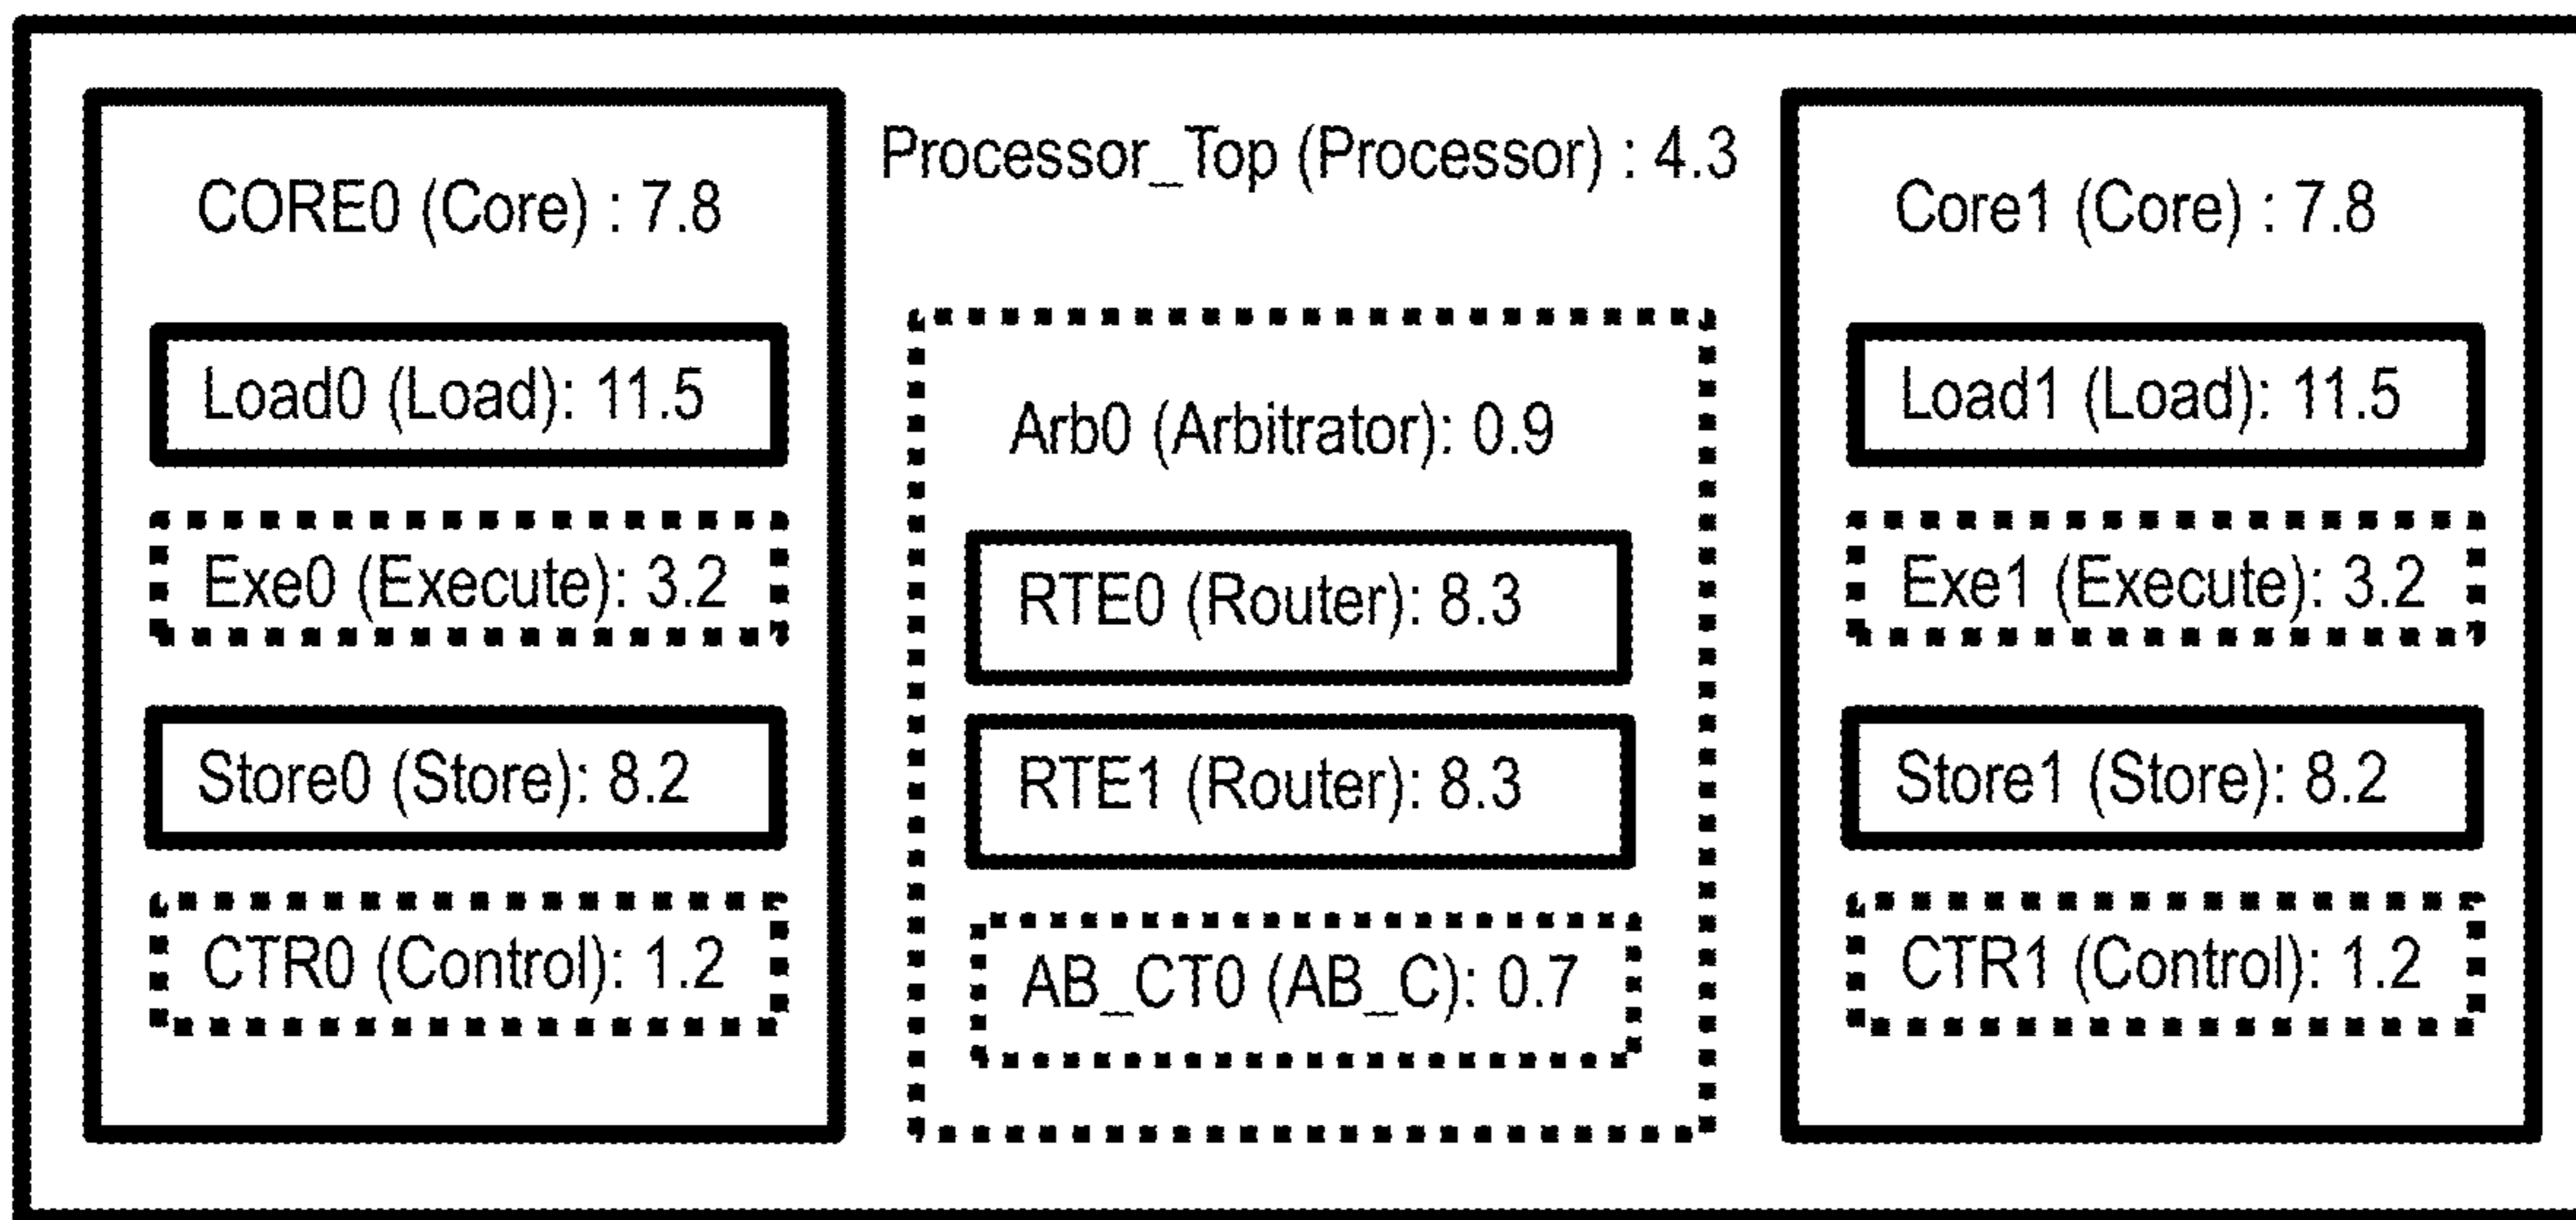 Processor_Top (Processor) : 4.3
CORE0 (Core) : 7.8
Load0 (Load): 11.5
Exe0 (Execute): 3.2
Store0 (Store): 8.2
CTR0 (Control): 1.2
Arb0 (Arbitrator): 0.9
RTE0 (Router): 8.3
RTE1 (Router): 8.3
AB_CT0 (AB_C): 0.7
Core1 (Core) : 7.8
Load1 (Load): 11.5
Exe1 (Execute): 3.2
Store1 (Store): 8.2
CTR1 (Control): 1.2